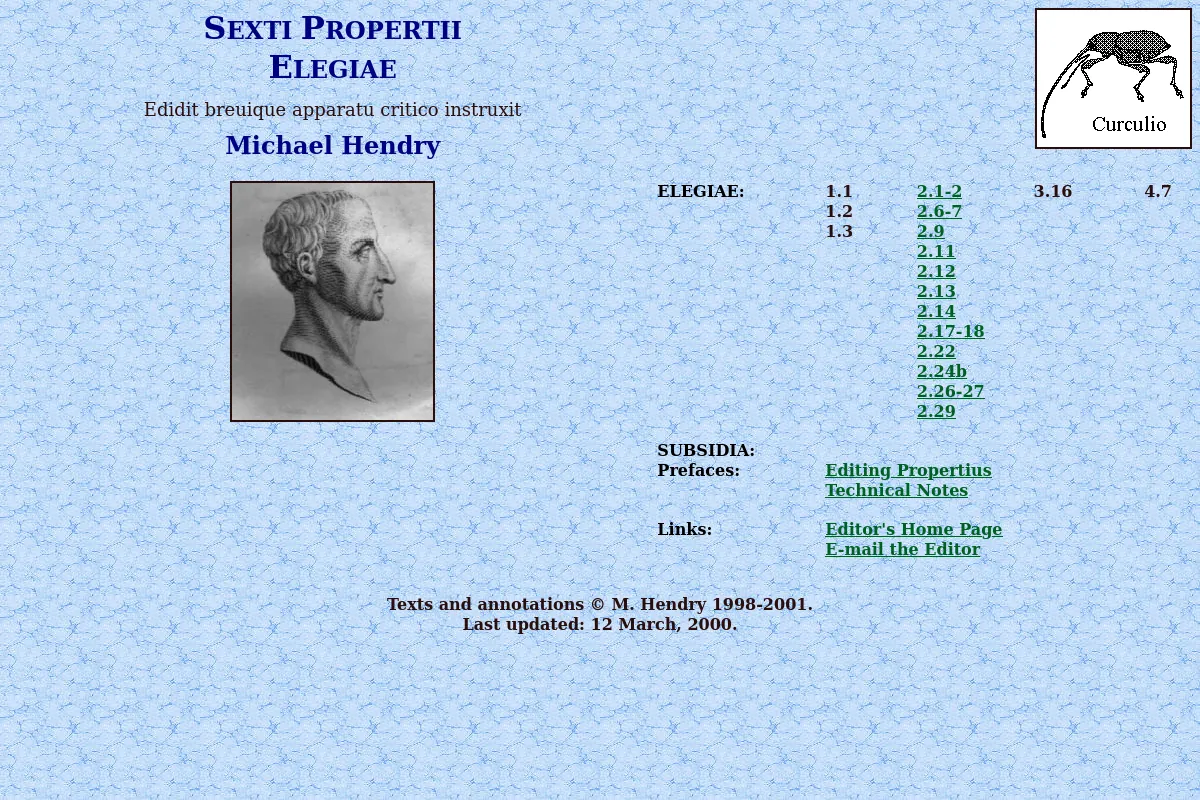 SEXTI PROPERTII
ELEGIAE
Edidit breuique apparatu critico instruxit
Michael Hendry
Curculio
ELEGIAE: 1.1 2.1-2 3.16 4.7
1.2 2.6-7
1.3 2.9
2.11
2.12
2.13
2.14
2.17-18
2.22
2.24b
2.26-27
2.29
SUBSIDIA:
Prefaces: Editing Propertius
Technical Notes
Links: Editor's Home Page
E-mail the Editor
Texts and annotations © M. Hendry 1998-2001.
Last updated: 12 March, 2000.